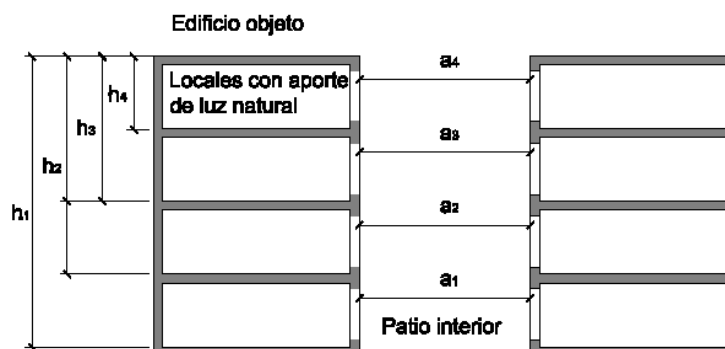 Edificio objeto
a4
Locales con aporte
de luz natural
h4
h3
a3
h2
a2
h1
a1
Patio interior